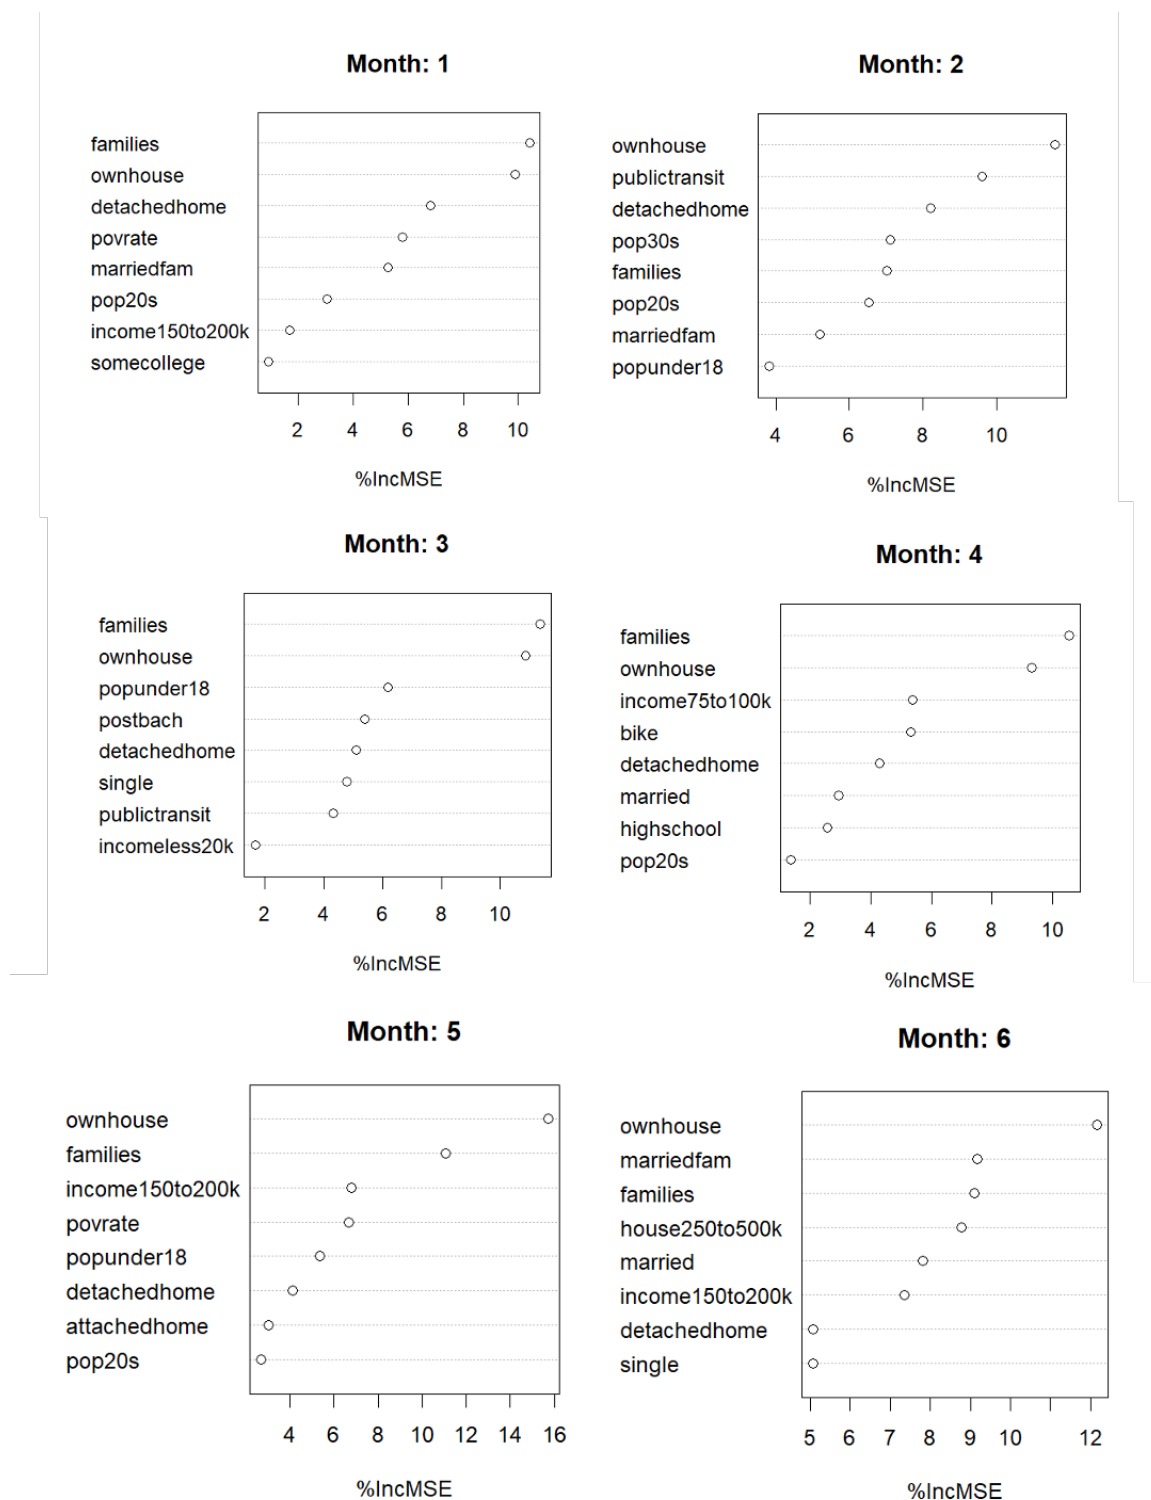 Month: 1
families
ownhouse
detachedhome
povrate
marriedfam
pop20s
income150to200k
somecollege
2 4 6 8 10
%IncMSE
Month: 2
ownhouse
publictransit
detachedhome
pop30s
families
pop20s
marriedfam
popunder18
4 6 8 10
%IncMSE
Month: 3
families
ownhouse
popunder18
postbach
detachedhome
single
publictransit
incomeless20k
2 4 6 8 10
%IncMSE
Month: 4
families
ownhouse
income75to100k
bike
detachedhome
married
highschool
pop20s
2 4 6 8 10
%IncMSE
Month: 5
ownhouse
families
income150to200k
povrate
popunder18
detachedhome
attachedhome
pop20s
4 6 8 10 12 14 16
%IncMSE
Month: 6
ownhouse
marriedfam
families
house250to500k
married
income150to200k
detachedhome
single
5 6 7 8 9 10 12
%IncMSE